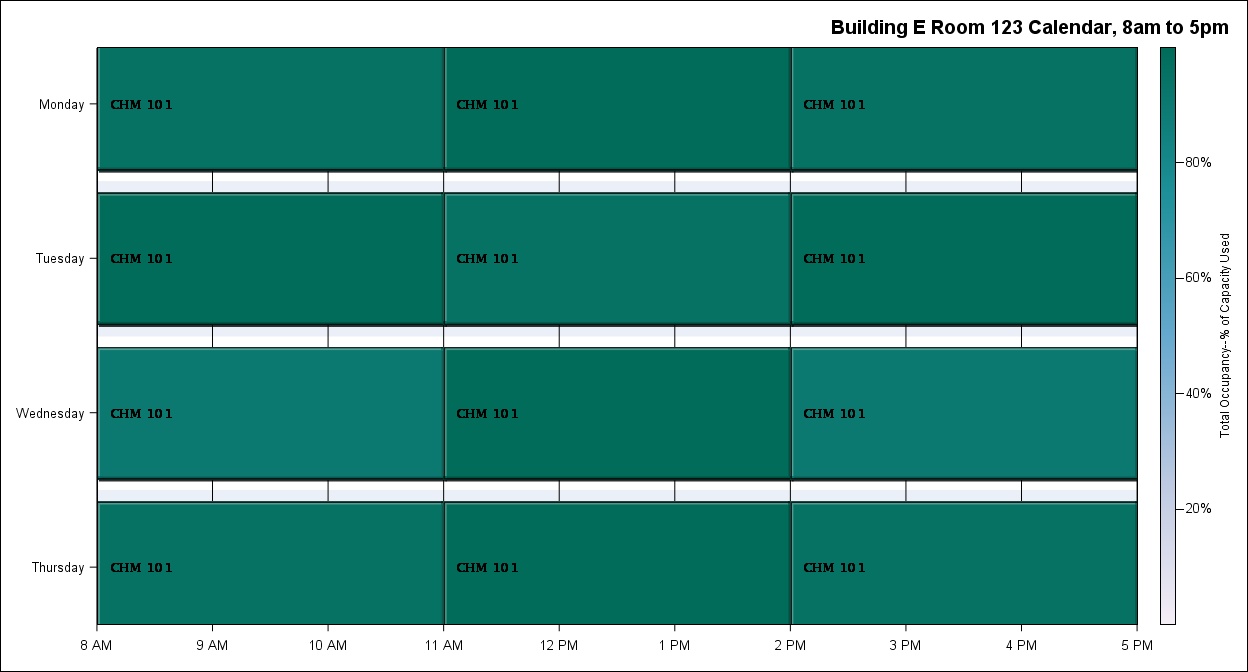 Building E Room 123 Calendar, 8am to 5pm
Monday
CHM 101
CHM 101
CHM 101
Tuesday
CHM 101
CHM 101
CHM 101
Wednesday
CHM 101
CHM 101
CHM 101
Thursday
CHM 101
CHM 101
CHM 101
8 AM
9 AM
10 AM
11 AM
12 PM
1 PM
2 PM
3 PM
4 PM
5 PM
80%
60%
40%
20%
Total Occupancy--% of Capacity Used